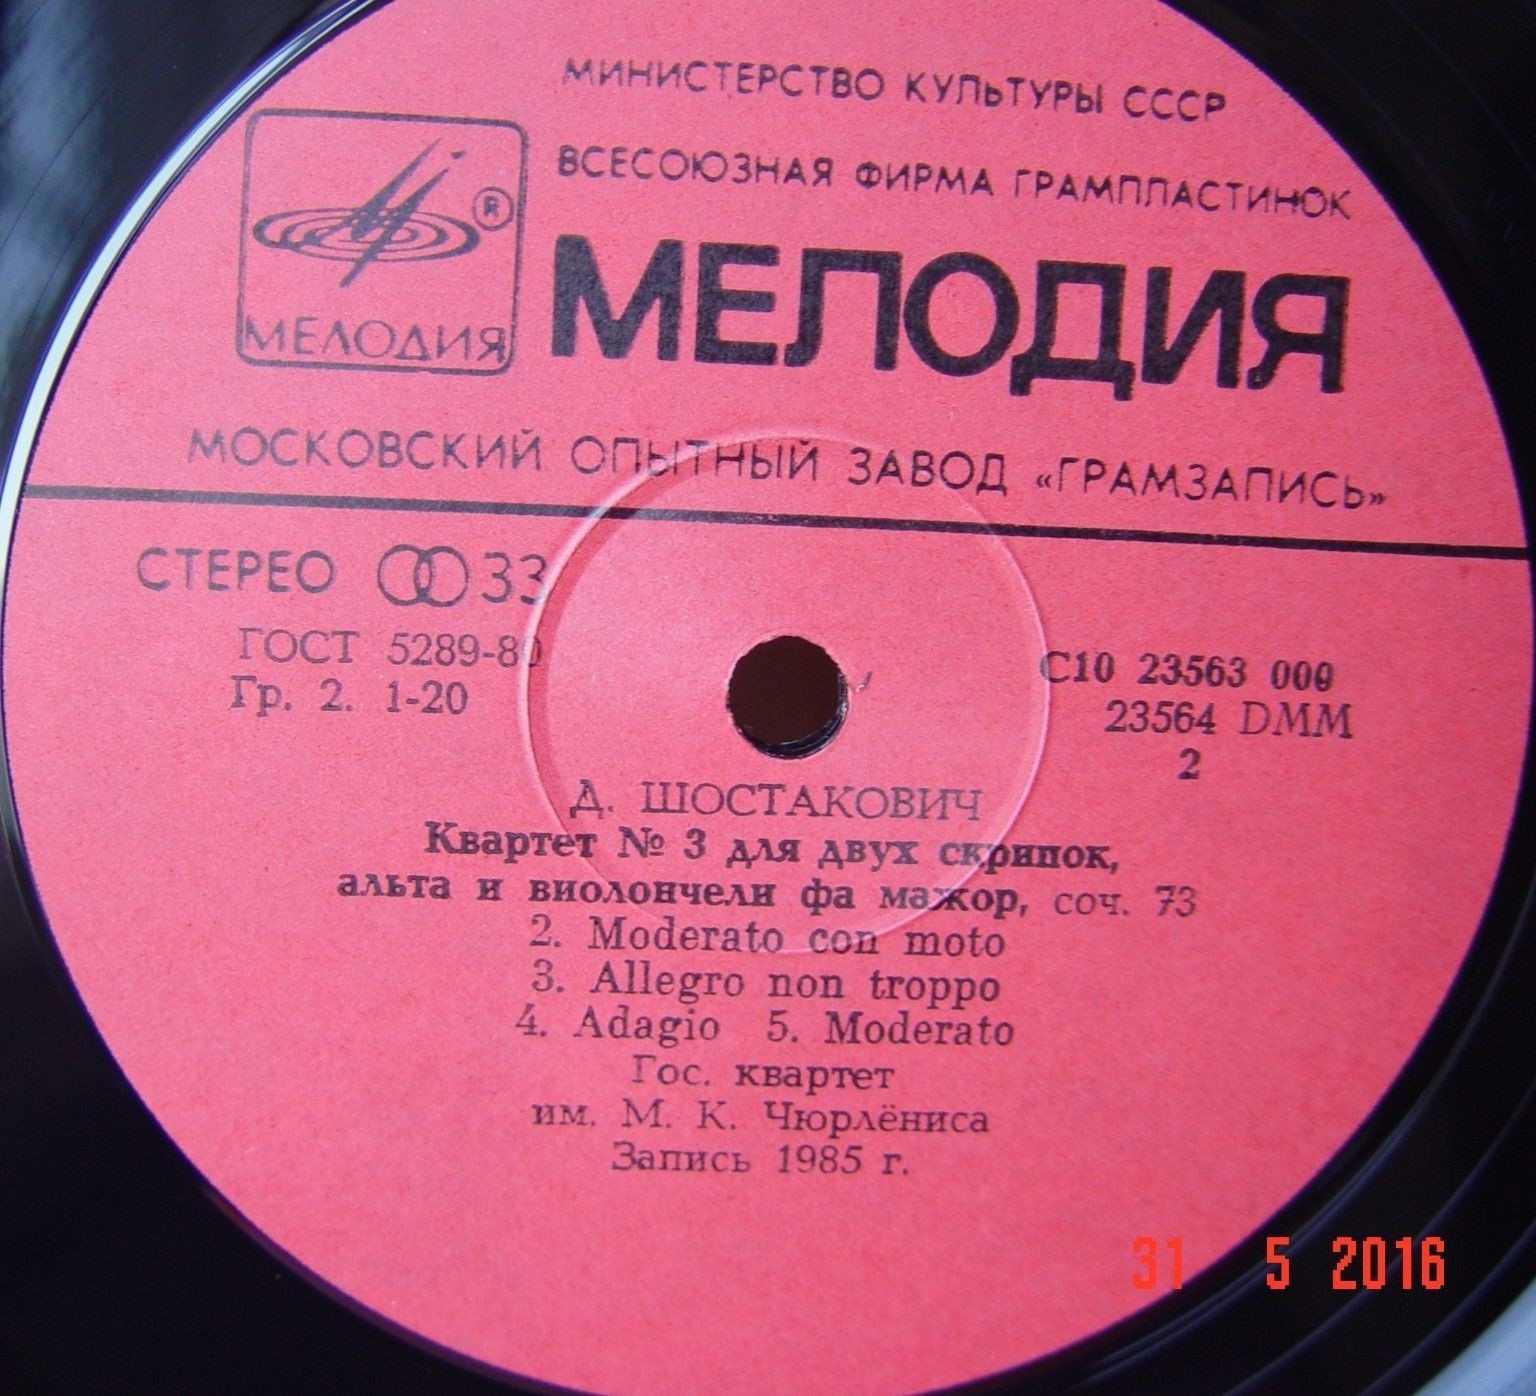 МИНИСТЕРСТВО КУЛЬТУРЫ СССР
ВСЕСОЮЗНАЯ ФИРМА ГРАМПЛАСТИНОК
МЕЛОДИЯ
®
МЕЛОДИЯ
МОСКОВСКИЙ ОПЫТНЫЙ ЗАВОД «ГРАМЗАПИСЬ»
СТЕРЕО 33
ГОСТ 5289-80
Гр. 2. 1-20
С10 23563 000
23564 DMM
2
Д. ШОСТАКОВИЧ
Квартет № 3 для двух скрипок,
альта и виолончели фа мажор, соч. 73
2. Moderato con moto
3. Allegro non troppo
4. Adagio 5. Moderato
Гос. квартет
им. М. К. Чюрлёниса
Запись 1985 г.
31 5 2016